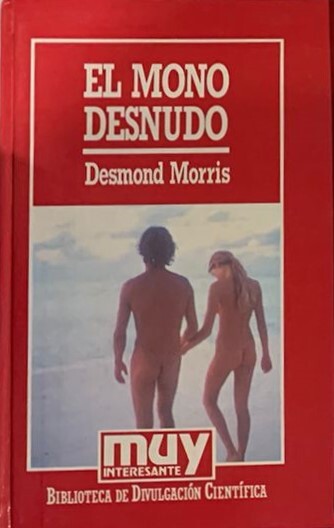 EL MONO
DESNUDO
Desmond Morris
muy
INTERESANTE
BIBLIOTECA DE DIVULGACIÓN CIENTÍFICA